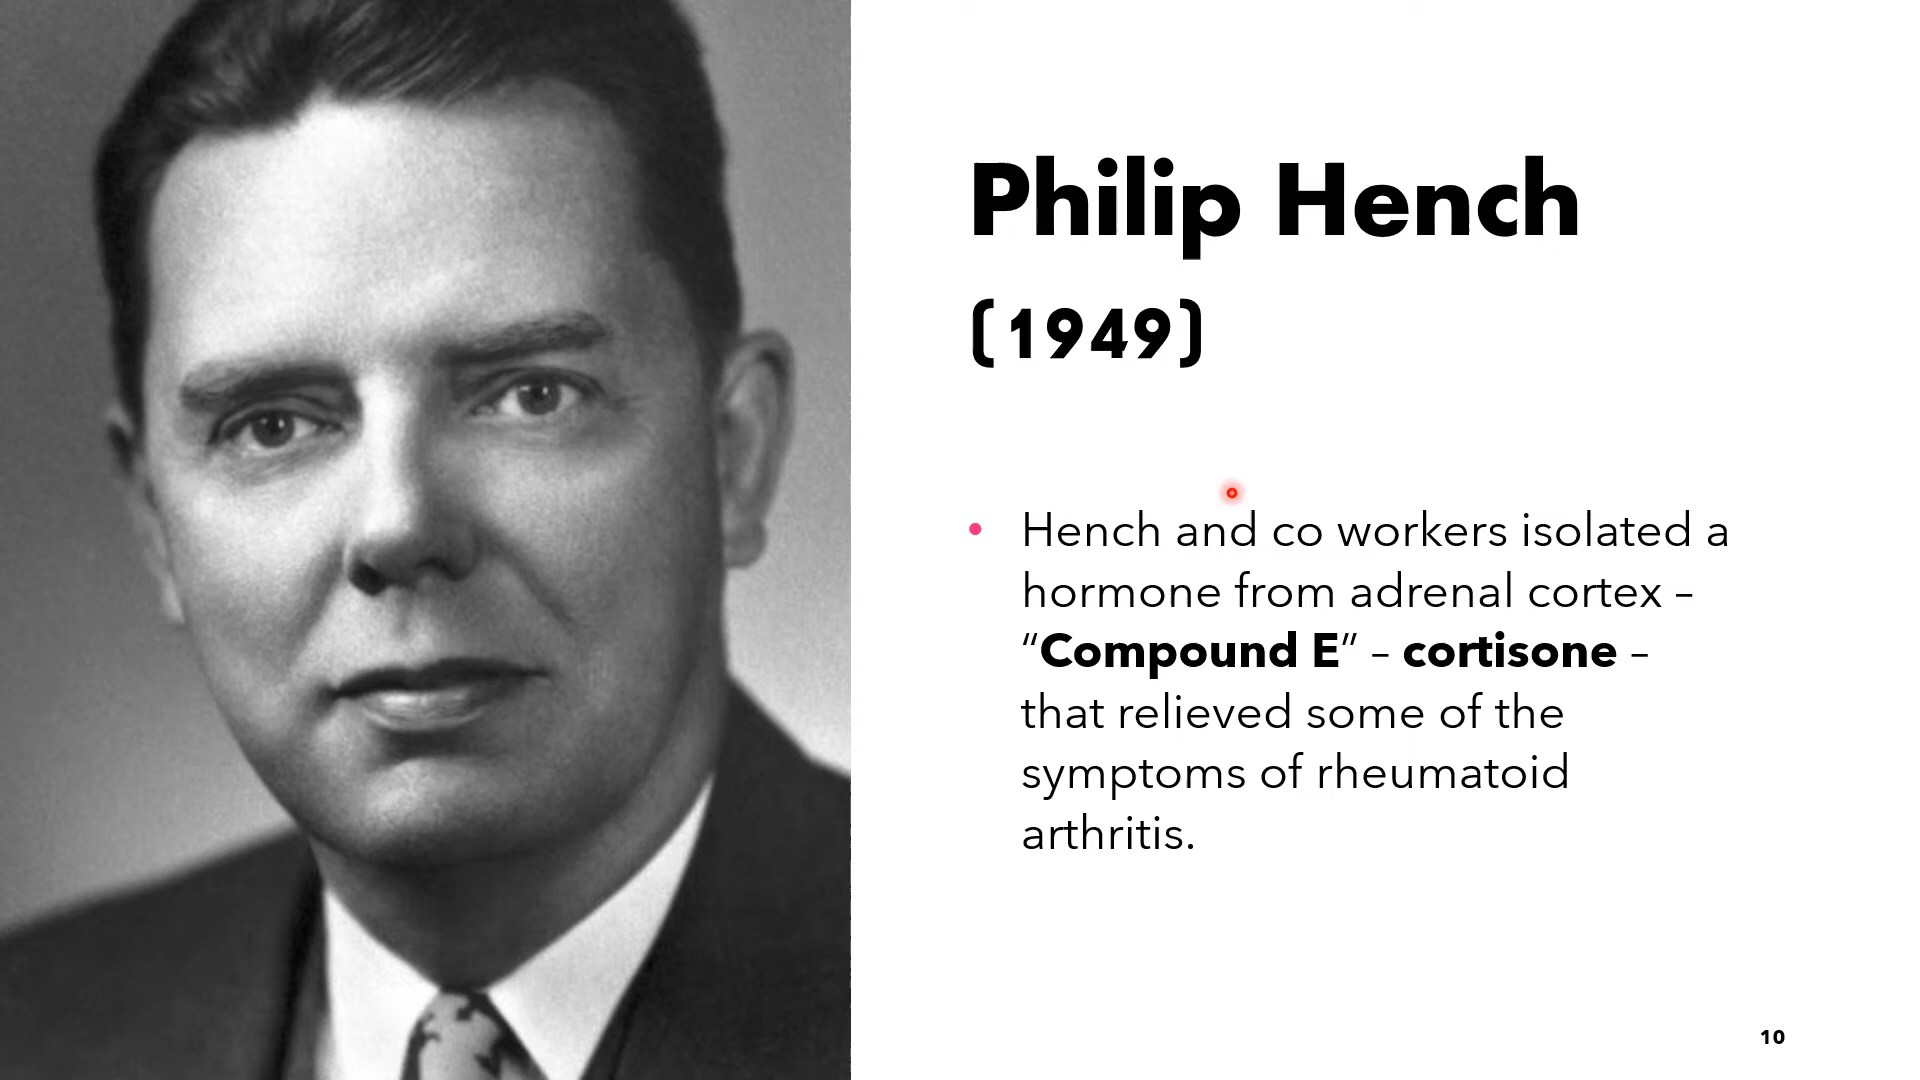 Philip Hench
(1949)
• Hench and co workers isolated a
hormone from adrenal cortex –
“Compound E” – cortisone –
that relieved some of the
symptoms of rheumatoid
arthritis.
10